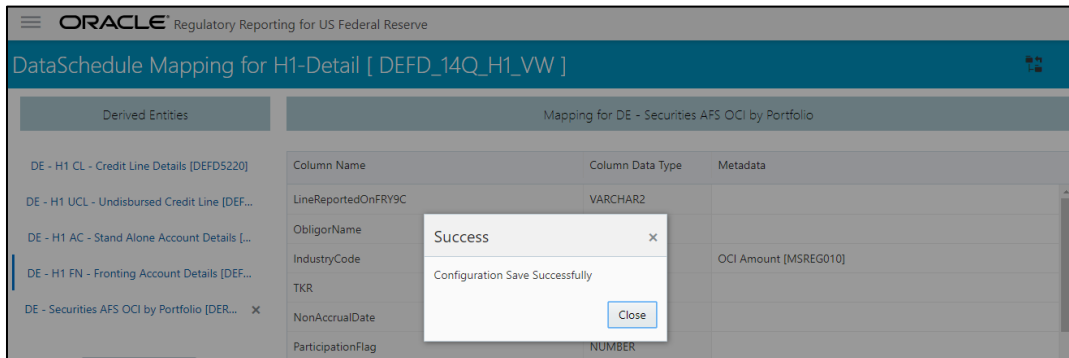 ORACLE® Regulatory Reporting for US Federal Reserve
DataSchedule Mapping for H1-Detail [ DEFD_14Q_H1_VW ]
Derived Entities
Mapping for DE - Securities AFS OCI by Portfolio
DE - H1 CL - Credit Line Details [DEFD5220]
DE - H1 UCL - Undisbursed Credit Line [DEF...
DE - H1 AC - Stand Alone Account Details [...
DE - H1 FN - Fronting Account Details [DEF...
DE - Securities AFS OCI by Portfolio [DER... ×
Column Name Column Data Type Metadata
LineReportedOnFRY9C VARCHAR2
ObligorName
IndustryCode OCI Amount [MSREG010]
TKR
NonAccrualDate
ParticipationFlag NUMBER
Success ×
Configuration Save Successfully
Close